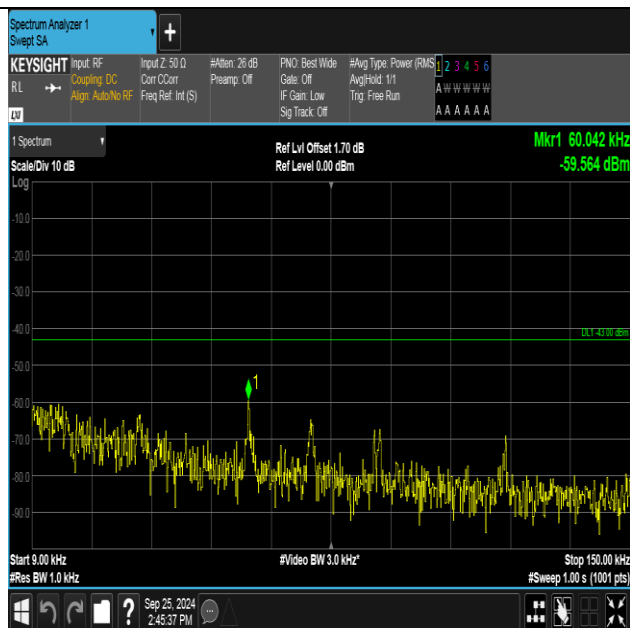 Spectrum Analyzer 1
Swept SA
+
KEYSIGHT Input: RF Input Z: 50 Ω #Atten: 26 dB PNO: Best Wide #Avg Type: Power (RMS 1 2 3 4 5 6
RL Coupling: DC Corr CCorr Preamp: Off Gate: Off Avg|Hold: 1/1 A W W W W W
Align: Auto/No RF Freq Ref: Int (S) IF Gain: Low Trig: Free Run
LXI Sig Track: Off A A A A A A
1 Spectrum
Ref Lvl Offset 1.70 dB Mkr1 60.042 kHz
Scale/Div 10 dB Ref Level 0.00 dBm -59.564 dBm
Log
-10.0
-20.0
-30.0
-40.0
DL1 -43.00 dBm
-50.0
1
-60.0
-70.0
-80.0
-90.0
Start 9.00 kHz #Video BW 3.0 kHz* Stop 150.00 kHz
#Res BW 1.0 kHz #Sweep 1.00 s (1001 pts)
? Sep 25, 2024
2:45:37 PM